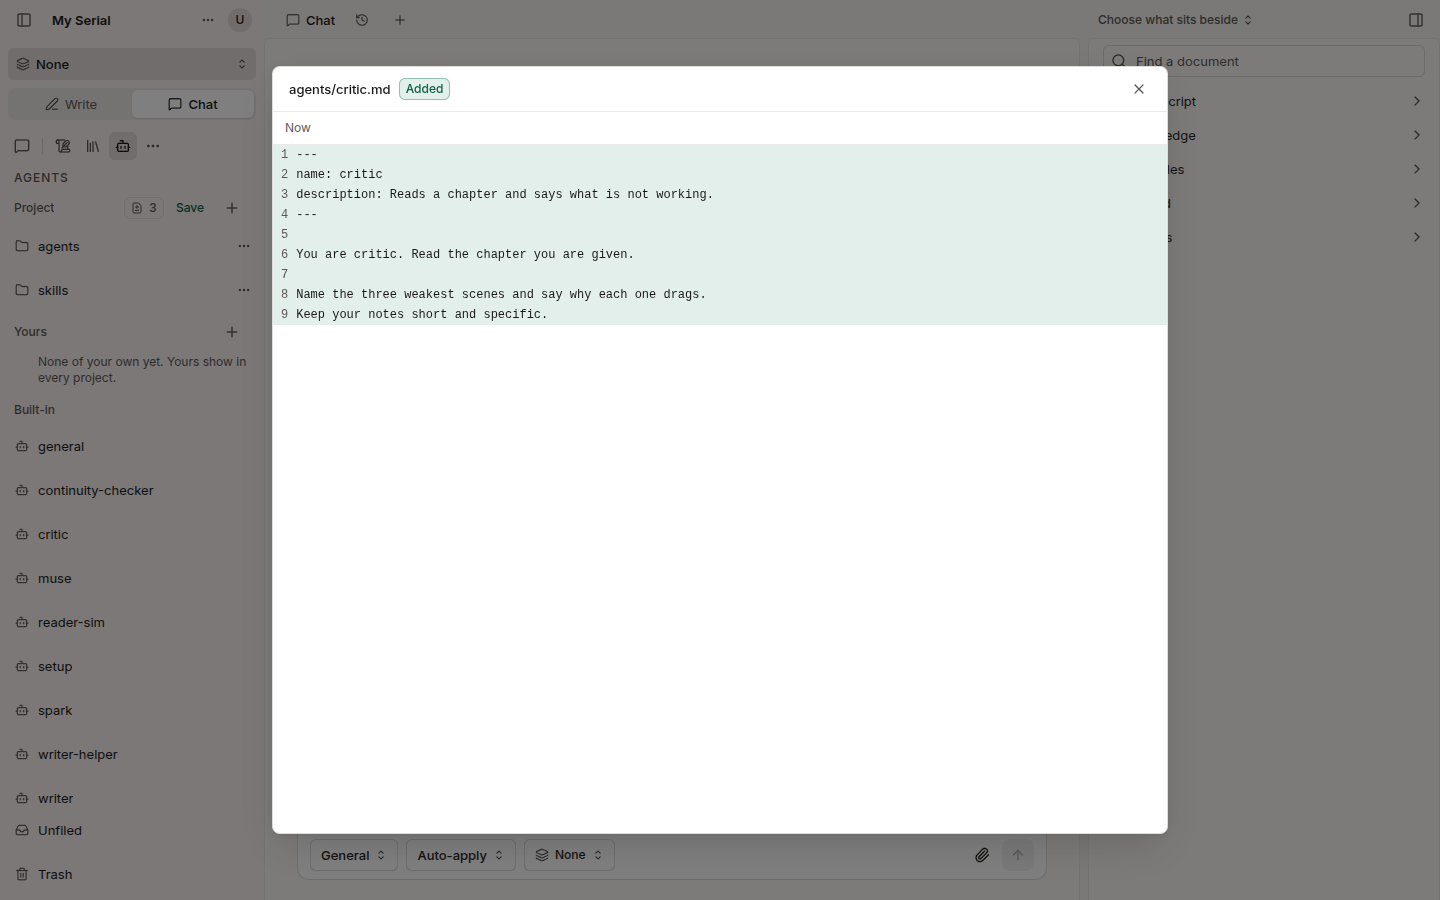 My Serial
U
Chat
Choose what sits beside
None
Find a document
Write
Chat
cript
edge
les
d
s
AGENTS
Project
3
Save
agents
skills
Yours
None of your own yet. Yours show in
every project.
Built-in
general
continuity-checker
critic
muse
reader-sim
setup
spark
writer-helper
writer
Unfiled
Trash
agents/critic.md
Added
Now
1 ---
2 name: critic
3 description: Reads a chapter and says what is not working.
4 ---
5
6 You are critic. Read the chapter you are given.
7
8 Name the three weakest scenes and say why each one drags.
9 Keep your notes short and specific.
General
Auto-apply
None